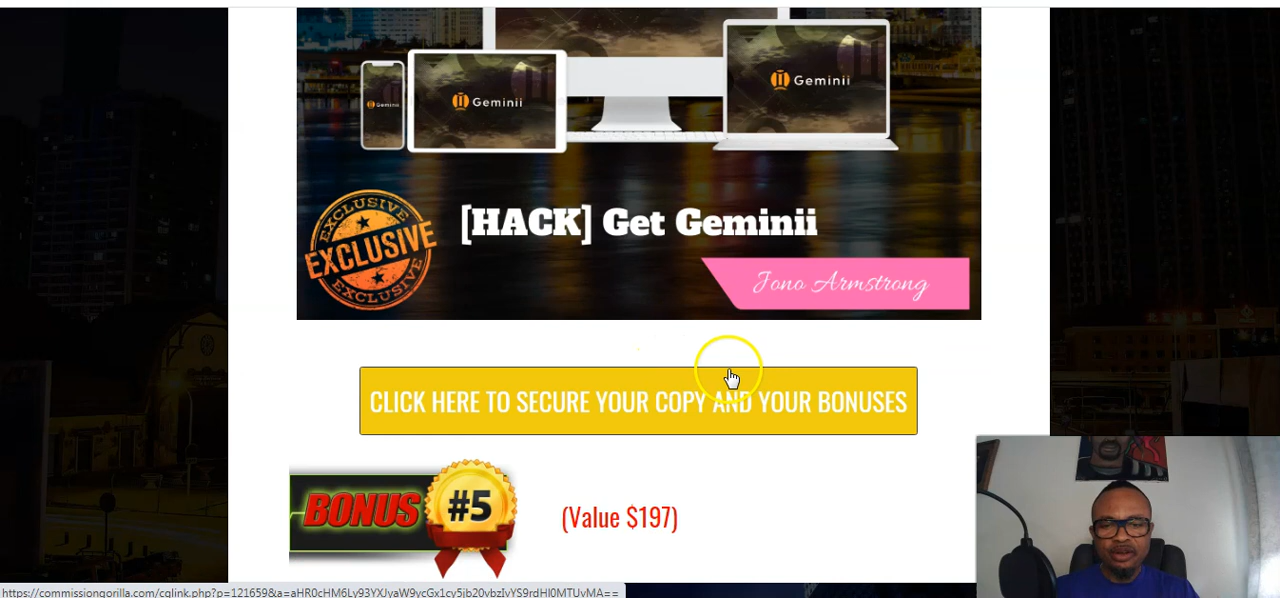 Geminii
Geminii
Geminii
EXCLUSIVE
EXCLUSIVE
EXCLUSIVE
[HACK] Get Geminii
Jono Armstrong
CLICK HERE TO SECURE YOUR COPY AND YOUR BONUSES
BONUS #5
(Value $197)